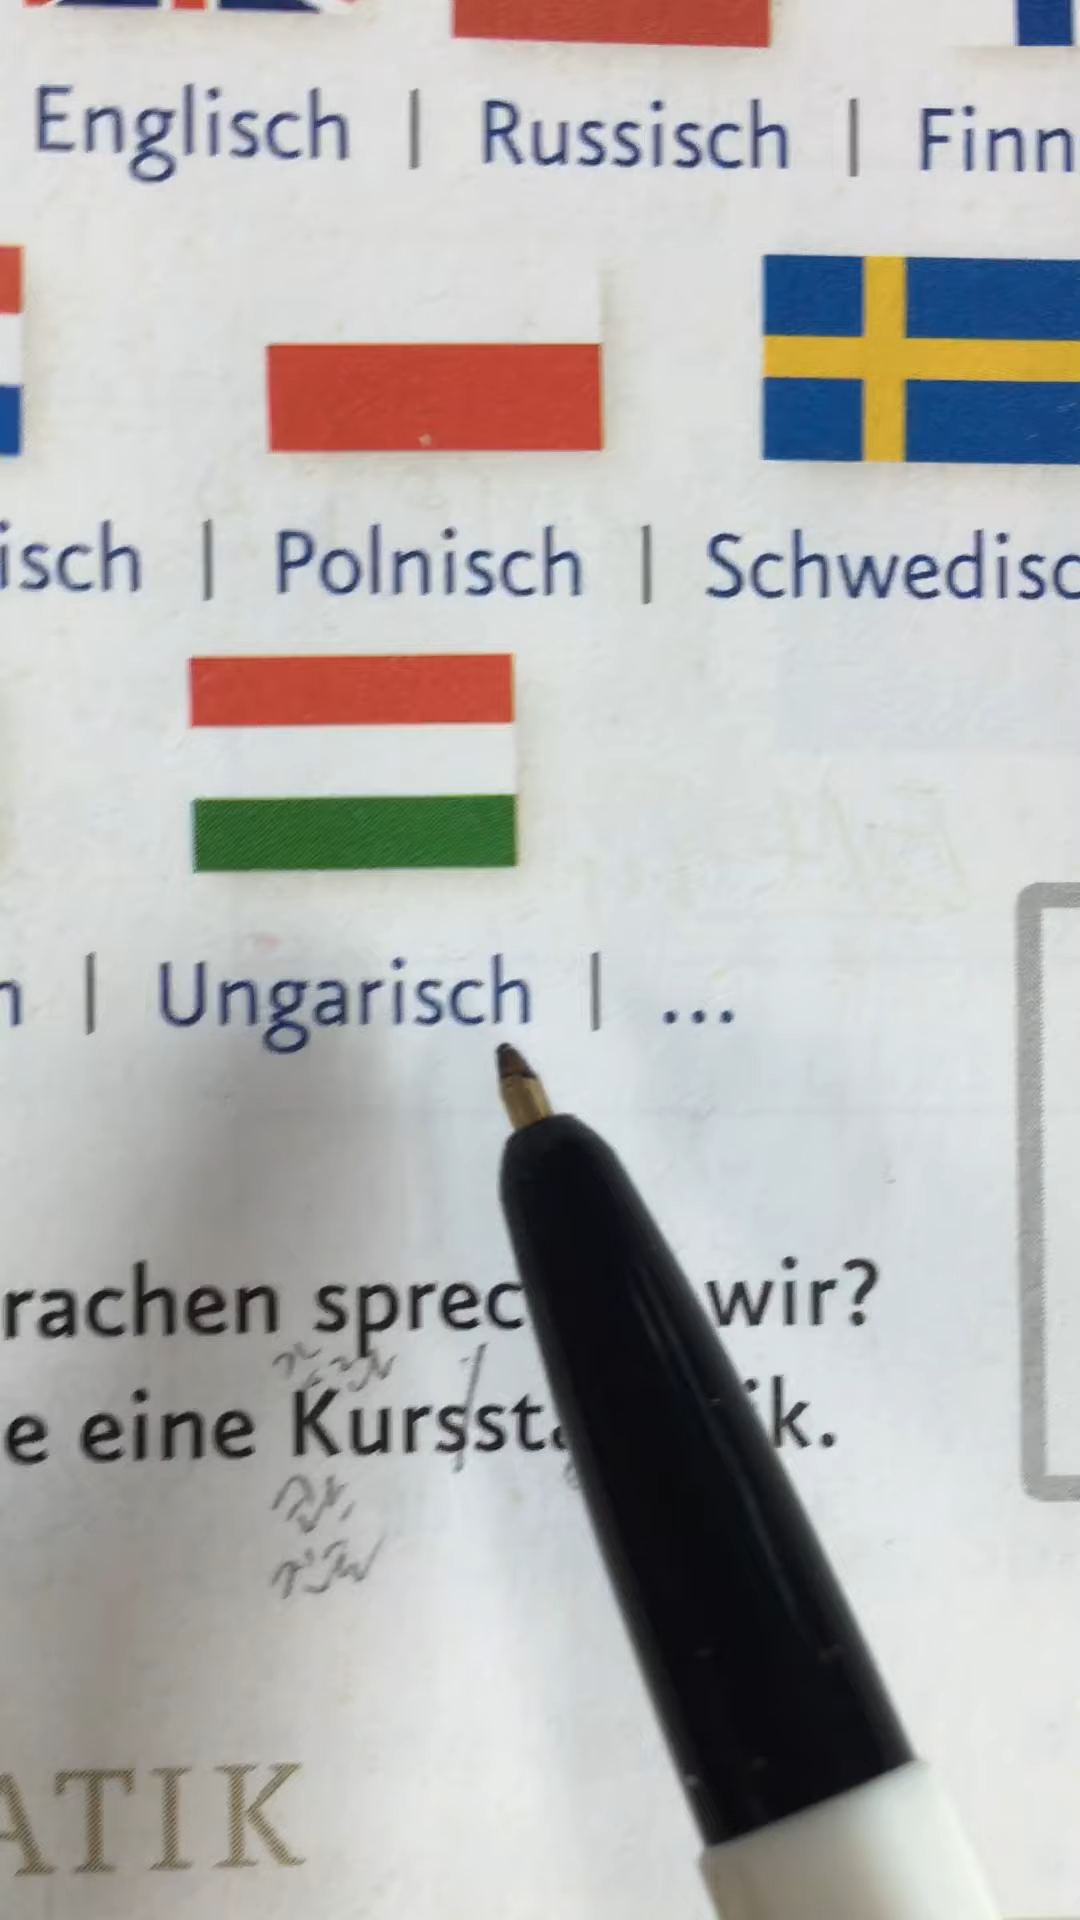 Englisch | Russisch | Finn
isch | Polnisch | Schwedisc
n | Ungarisch | ...
rachen sprec wir?
e eine Kursst ik.
ATIK